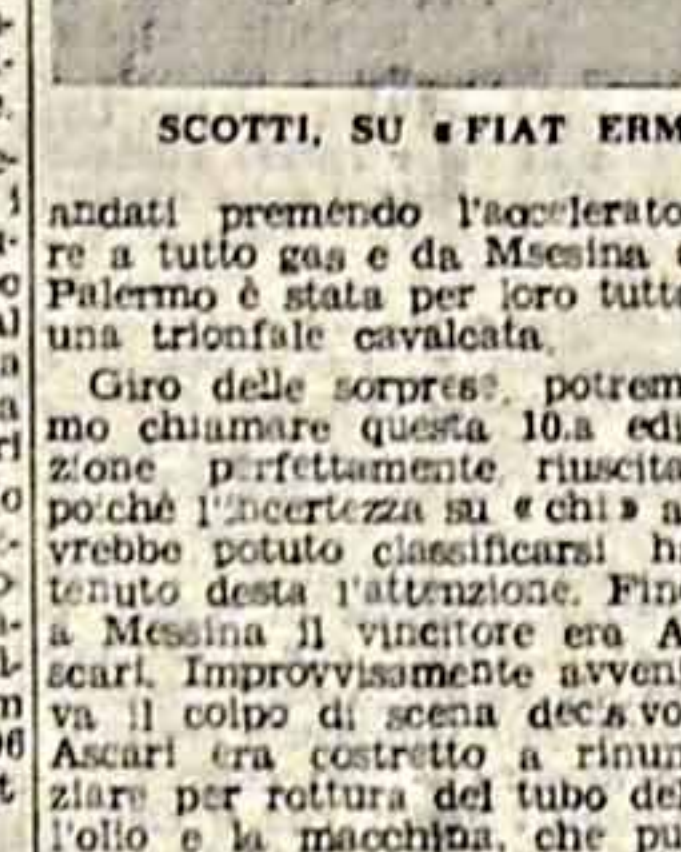 SCOTTI, SU « FIAT ERM
andati premendo l'accelerato
re a tutto gas e da Msesina
Palermo è stata per loro tutta
una trionfale cavalcata.
Giro delle sorprese, potrem
mo chiamare questa 10.a edi
zione perfettamente riuscita
poichè l'incertezza su « chi » a
vrebbe potuto classificarsi ha
tenuto desta l'attenzione. Fino
a Messina il vincitore era A
scari. Improvvisamente avveni
va il colpo di scena decisivo
Ascari era costretto a rinun
ziare per rottura del tubo del
l'olio e la macchina, che pu